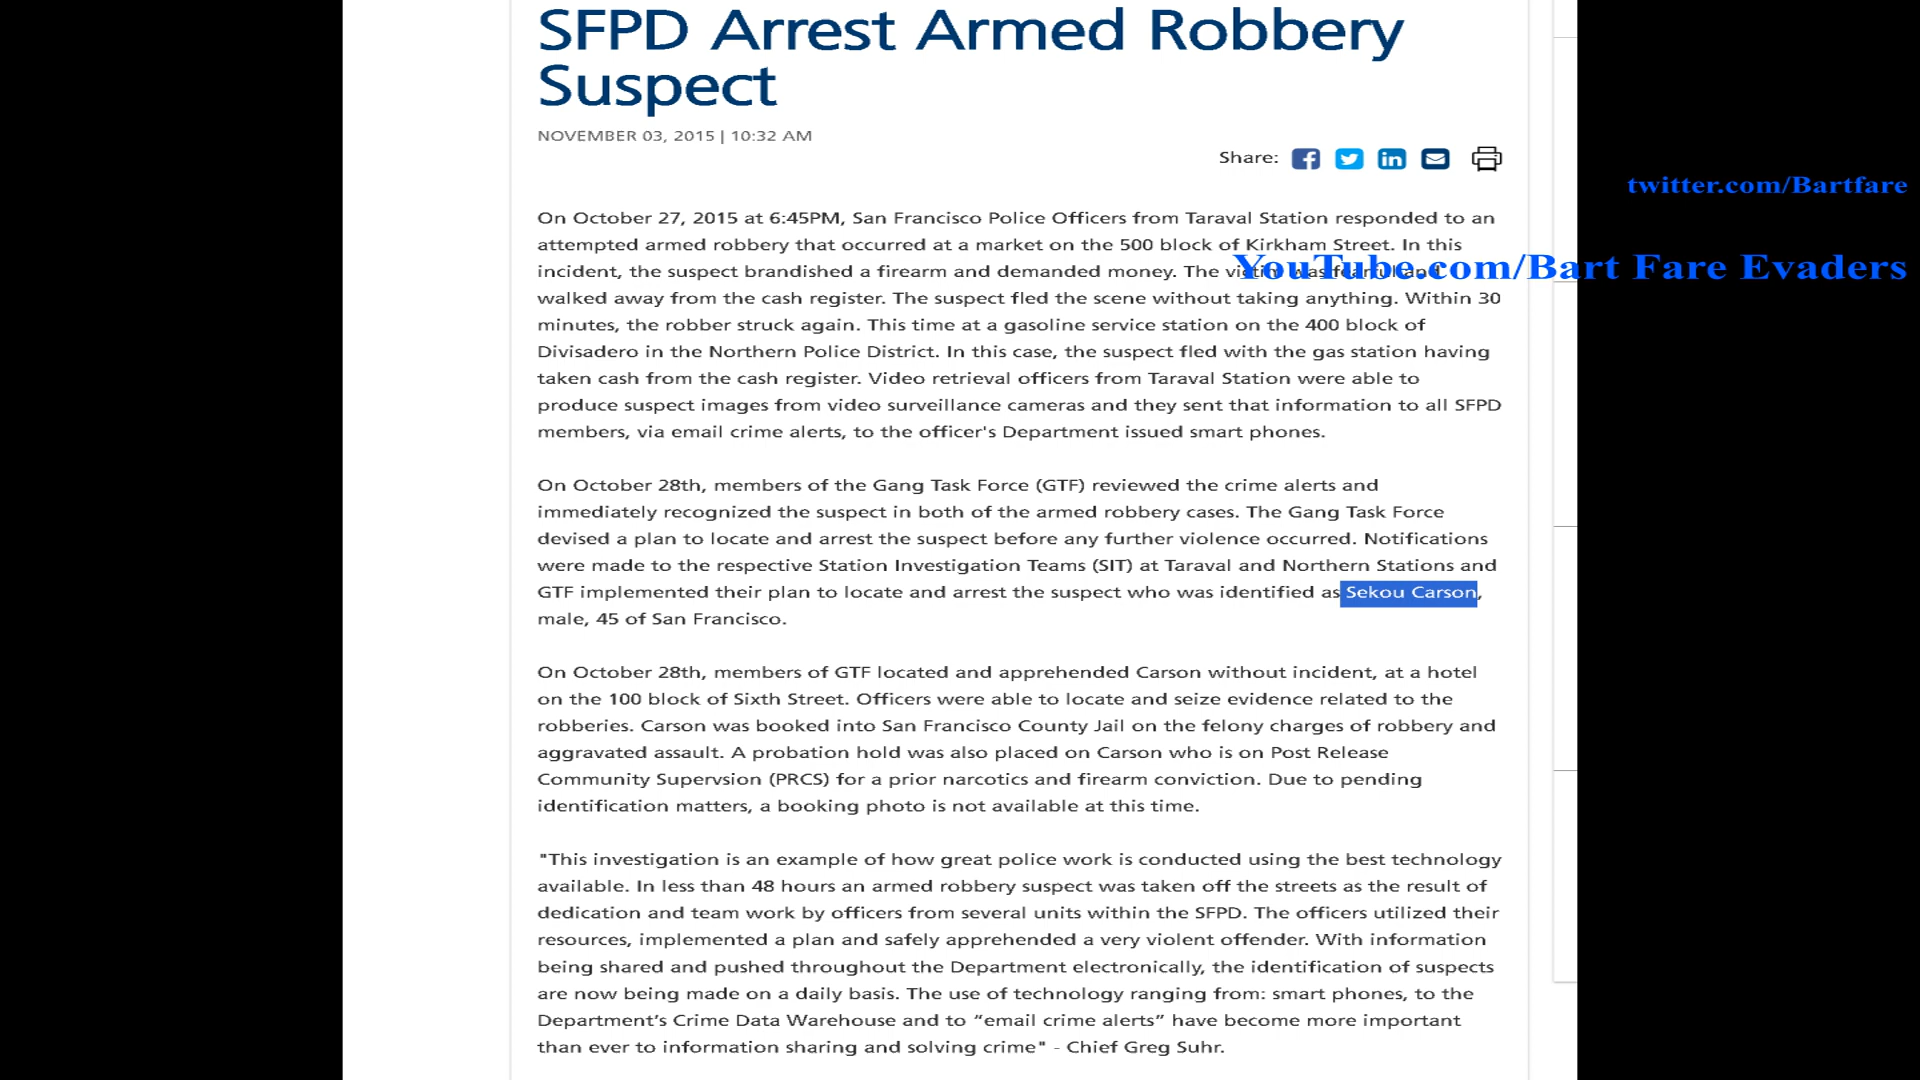 SFPD Arrest Armed Robbery
Suspect
NOVEMBER 03, 2015 | 10:32 AM
Share:
twitter.com/Bartfare
On October 27, 2015 at 6:45PM, San Francisco Police Officers from Taraval Station responded to an
attempted armed robbery that occurred at a market on the 500 block of Kirkham Street. In this
YouTube.com/Bart Fare Evaders
incident, the suspect brandished a firearm and demanded money. The victim was fearful and
walked away from the cash register. The suspect fled the scene without taking anything. Within 30
minutes, the robber struck again. This time at a gasoline service station on the 400 block of
Divisadero in the Northern Police District. In this case, the suspect fled with the gas station having
taken cash from the cash register. Video retrieval officers from Taraval Station were able to
produce suspect images from video surveillance cameras and they sent that information to all SFPD
members, via email crime alerts, to the officer's Department issued smart phones.
On October 28th, members of the Gang Task Force (GTF) reviewed the crime alerts and
immediately recognized the suspect in both of the armed robbery cases. The Gang Task Force
devised a plan to locate and arrest the suspect before any further violence occurred. Notifications
were made to the respective Station Investigation Teams (SIT) at Taraval and Northern Stations and
GTF implemented their plan to locate and arrest the suspect who was identified as Sekou Carson,
male, 45 of San Francisco.
On October 28th, members of GTF located and apprehended Carson without incident, at a hotel
on the 100 block of Sixth Street. Officers were able to locate and seize evidence related to the
robberies. Carson was booked into San Francisco County Jail on the felony charges of robbery and
aggravated assault. A probation hold was also placed on Carson who is on Post Release
Community Supervsion (PRCS) for a prior narcotics and firearm conviction. Due to pending
identification matters, a booking photo is not available at this time.
"This investigation is an example of how great police work is conducted using the best technology
available. In less than 48 hours an armed robbery suspect was taken off the streets as the result of
dedication and team work by officers from several units within the SFPD. The officers utilized their
resources, implemented a plan and safely apprehended a very violent offender. With information
being shared and pushed throughout the Department electronically, the identification of suspects
are now being made on a daily basis. The use of technology ranging from: smart phones, to the
Department’s Crime Data Warehouse and to “email crime alerts” have become more important
than ever to information sharing and solving crime" - Chief Greg Suhr.